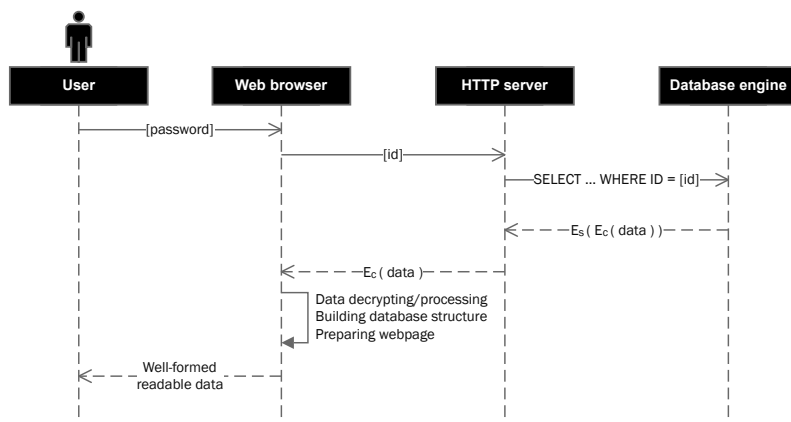 User
Web browser
HTTP server
Database engine
[password]
[id]
SELECT ... WHERE ID = [id]
Es ( Ec ( data ) )
Ec ( data )
Data decrypting/processing
Building database structure
Preparing webpage
Well-formed
readable data